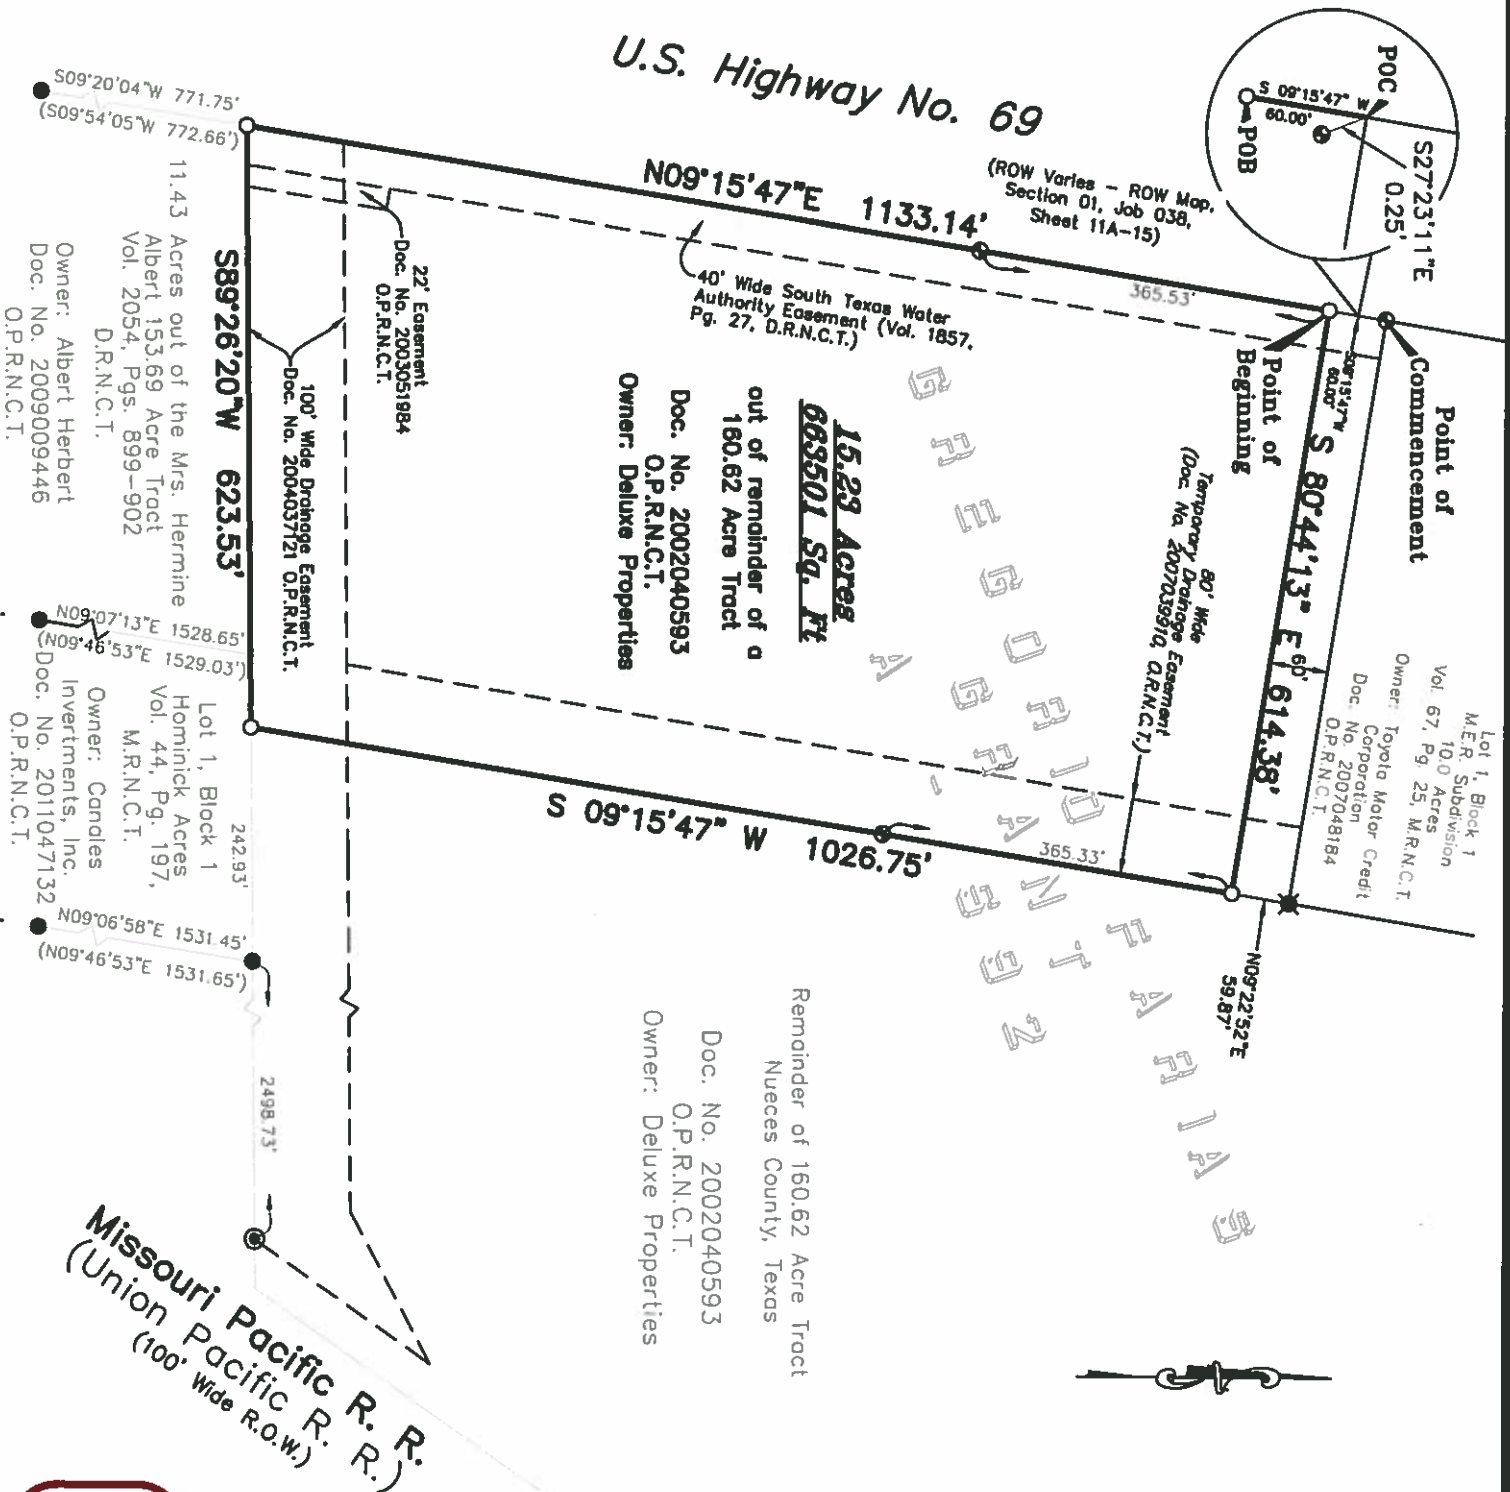 U.S. Highway No. 69
(ROW Varies - ROW Map,
Section 01, Job 038,
Sheet 11A-15)
POC
S 09°15'47" W
60.00'
POB
S27°23'11"E
0.25'
Point of
Commencement
Point of
Beginning
S09°15'47"W
60.00'
S 80°44'13" E 614.38'
60'
Lot 1, Block 1
M.E.R. Subdivision
10.0 Acres
Vol. 67, Pg. 25, M.R.N.C.T.
Owner: Toyota Motor Credit
Corporation
Doc. No. 2007048184
O.P.R.N.C.T.
N09°15'47"E 1133.14'
365.53'
40' Wide South Texas Water
Authority Easement (Vol. 1857,
Pg. 27, D.R.N.C.T.)
80' Wide
Temporary Drainage Easement
(Doc. No. 2007039910, O.R.N.C.T.)
GREGORIO FARIAS
GRANT
A- 592
15.23 Acres
663501 Sq. Ft
out of remainder of a
160.62 Acre Tract
Doc. No. 2002040593
O.P.R.N.C.T.
Owner: Deluxe Properties
22' Easement
Doc. No. 2003051984
O.P.R.N.C.T.
100' Wide Drainage Easement
Doc. No. 2004037121 O.P.R.N.C.T.
S 09°15'47" W 1026.75'
365.33'
N09°22'52"E
59.87'
S89°26'20"W 623.53'
S09°20'04"W 771.75'
(S09°54'05"W 772.66')
11.43 Acres out of the Mrs. Hermine
Albert 153.69 Acre Tract
Vol. 2054, Pgs. 899-902
D.R.N.C.T.
Owner: Albert Herbert
Doc. No. 2009009446
O.P.R.N.C.T.
N09°07'13"E 1528.65'
(N09°46'53"E 1529.03')
Lot 1, Block 1
Hominick Acres
Vol. 44, Pg. 197,
M.R.N.C.T.
Owner: Canales
Invertments, Inc.
Doc. No. 2011047132
O.P.R.N.C.T.
242.93'
N09°06'58"E 1531.45'
(N09°46'53"E 1531.65')
2498.73'
Remainder of 160.62 Acre Tract
Nueces County, Texas
Doc. No. 2002040593
O.P.R.N.C.T.
Owner: Deluxe Properties
Missouri Pacific R. R.
(Union Pacific R. R.)
(100' Wide R.O.W.)